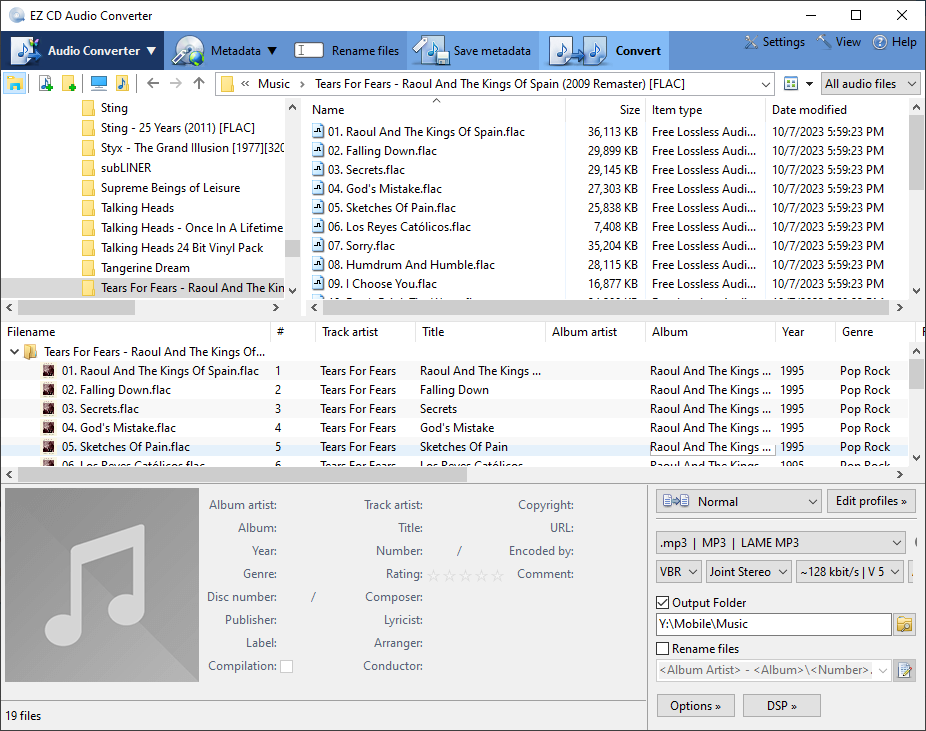 EZ CD Audio Converter
Audio Converter ▼ Metadata ▼ Rename files Save metadata Convert Settings View Help
« Music › Tears For Fears - Raoul And The Kings Of Spain (2009 Remaster) [FLAC] All audio files
Sting
Sting - 25 Years (2011) [FLAC]
Styx - The Grand Illusion [1977][320
subLINER
Supreme Beings of Leisure
Talking Heads
Talking Heads - Once In A Lifetime
Talking Heads 24 Bit Vinyl Pack
Tangerine Dream
Tears For Fears - Raoul And The Kin
Name Size Item type Date modified
01. Raoul And The Kings Of Spain.flac 36,113 KB Free Lossless Audi... 10/7/2023 5:59:23 PM
02. Falling Down.flac 29,899 KB Free Lossless Audi... 10/7/2023 5:59:23 PM
03. Secrets.flac 29,145 KB Free Lossless Audi... 10/7/2023 5:59:23 PM
04. God's Mistake.flac 27,303 KB Free Lossless Audi... 10/7/2023 5:59:23 PM
05. Sketches Of Pain.flac 25,838 KB Free Lossless Audi... 10/7/2023 5:59:23 PM
06. Los Reyes Católicos.flac 7,408 KB Free Lossless Audi... 10/7/2023 5:59:23 PM
07. Sorry.flac 35,204 KB Free Lossless Audi... 10/7/2023 5:59:23 PM
08. Humdrum And Humble.flac 28,115 KB Free Lossless Audi... 10/7/2023 5:59:23 PM
09. I Choose You.flac 16,877 KB Free Lossless Audi... 10/7/2023 5:59:23 PM
Filename # Track artist Title Album artist Album Year Genre
Tears For Fears - Raoul And The Kings Of...
01. Raoul And The Kings Of Spain.flac 1 Tears For Fears Raoul And The Kings ... Raoul And The Kings ... 1995 Pop Rock
02. Falling Down.flac 2 Tears For Fears Falling Down Raoul And The Kings ... 1995 Pop Rock
03. Secrets.flac 3 Tears For Fears Secrets Raoul And The Kings ... 1995 Pop Rock
04. God's Mistake.flac 4 Tears For Fears God's Mistake Raoul And The Kings ... 1995 Pop Rock
05. Sketches Of Pain.flac 5 Tears For Fears Sketches Of Pain Raoul And The Kings ... 1995 Pop Rock
06. Los Reyes Católicos.flac 6 Tears For Fears Los Reyes Católicos Raoul And The Kings ... 1995 Pop Rock
Album artist: Track artist: Copyright:
Album: Title: URL:
Year: Number: / Encoded by:
Genre: Rating: Comment:
Disc number: / Composer:
Publisher: Lyricist:
Label: Arranger:
Compilation: Conductor:
Normal Edit profiles »
.mp3 | MP3 | LAME MP3
VBR Joint Stereo ~128 kbit/s | V 5
Output Folder
Y:\Mobile\Music
Rename files
<Album Artist> - <Album>\<Number>.
Options » DSP »
19 files